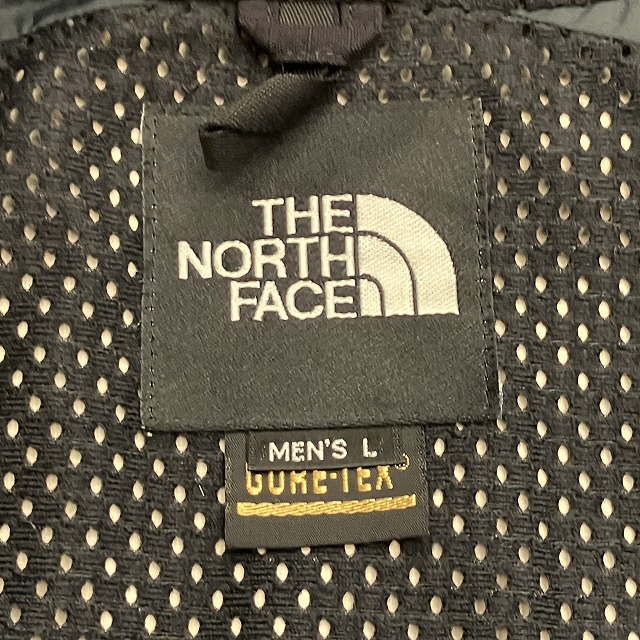 THE
NORTH
FACE
MEN'S L
GORE-TEX